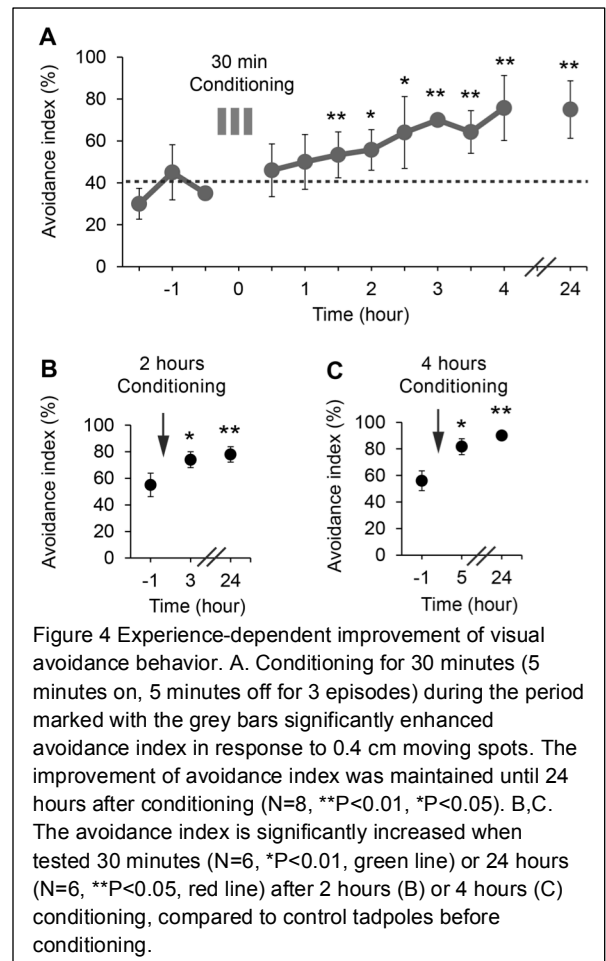 A
100
80
60
40
20
0
Avoidance index (%)
30 min
Conditioning
** * * ** ** ** **
-1 0 1 2 3 4 24
Time (hour)
B
2 hours
Conditioning
Avoidance index (%)
100
80
60
40
20
0
* **
-1 3 24
Time (hour)
C
4 hours
Conditioning
Avoidance index (%)
100
80
60
40
20
0
* **
-1 5 24
Time (hour)
Figure 4 Experience-dependent improvement of visual
avoidance behavior. A. Conditioning for 30 minutes (5
minutes on, 5 minutes off for 3 episodes) during the period
marked with the grey bars significantly enhanced
avoidance index in response to 0.4 cm moving spots. The
improvement of avoidance index was maintained until 24
hours after conditioning (N=8, **P<0.01, *P<0.05). B,C.
The avoidance index is significantly increased when
tested 30 minutes (N=6, *P<0.01, green line) or 24 hours
(N=6, **P<0.05, red line) after 2 hours (B) or 4 hours (C)
conditioning, compared to control tadpoles before
conditioning.